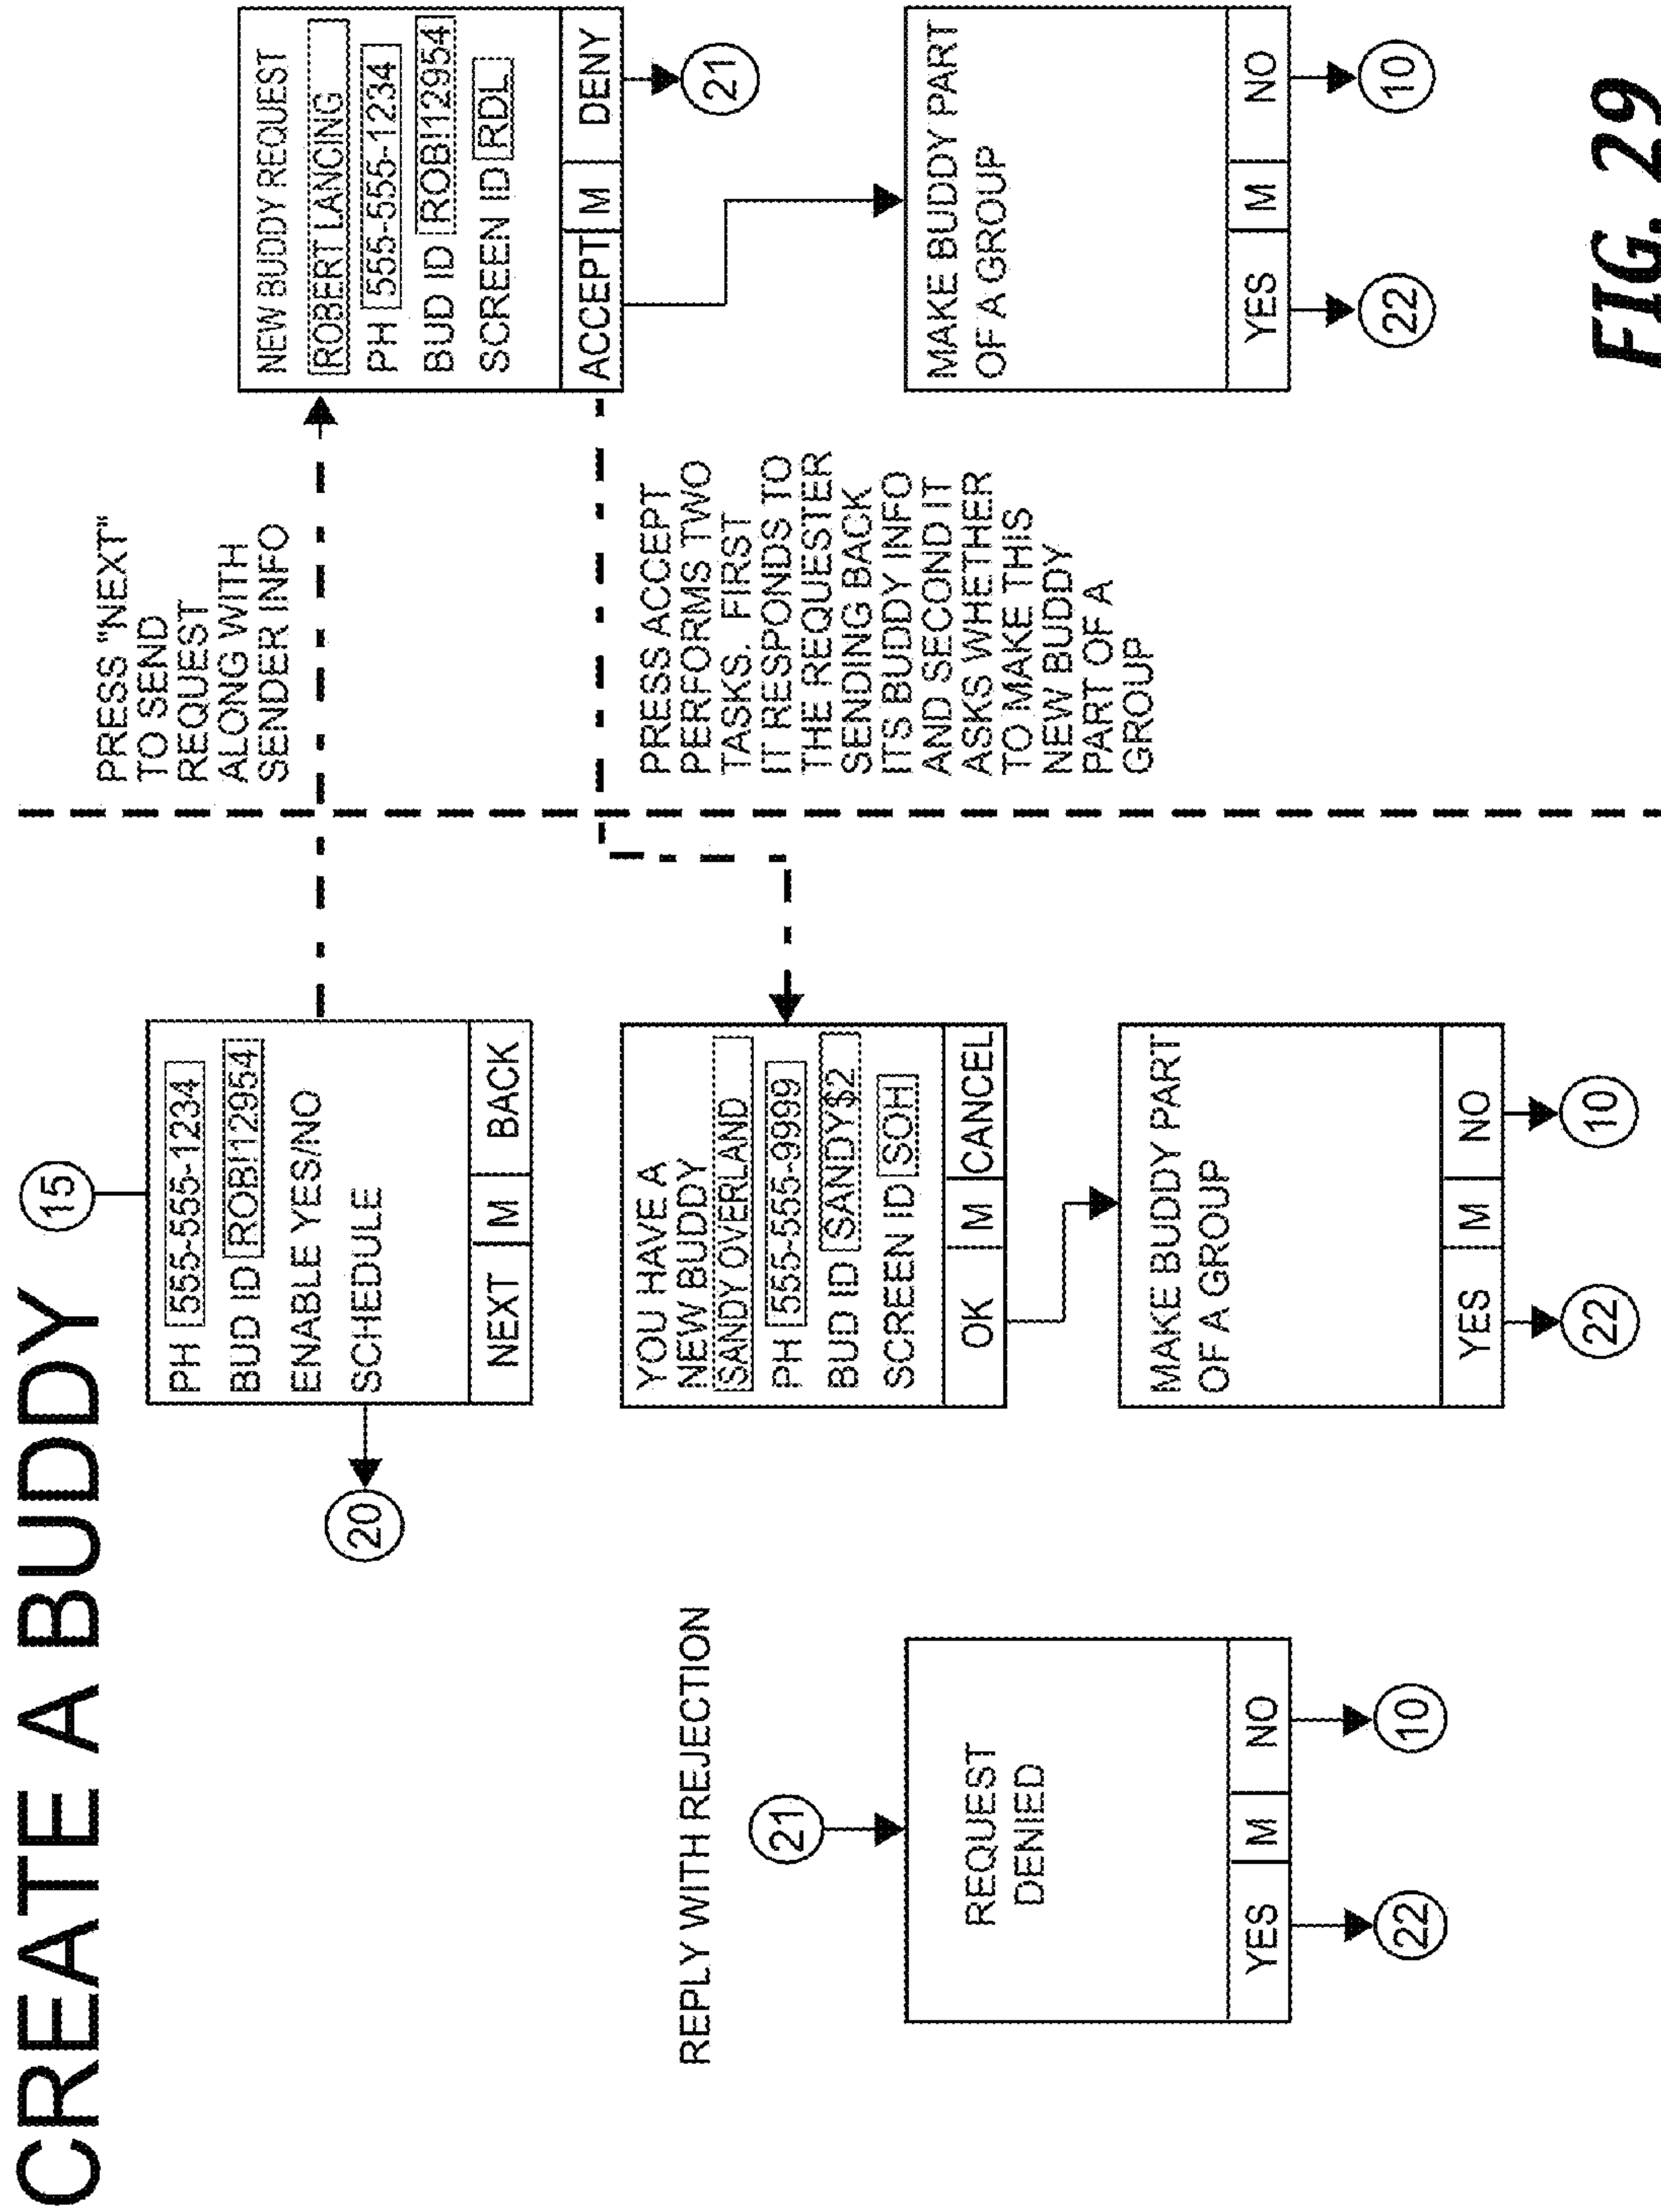 CREATE A BUDDY
15
PH 555-555-1234
BUD ID ROB!12954
ENABLE YES/NO
SCHEDULE
NEXT M BACK
20
PRESS "NEXT"
TO SEND
REQUEST
ALONG WITH
SENDER INFO
NEW BUDDY REQUEST
ROBERT LANCING
PH 555-555-1234
BUD ID ROB!12954
SCREEN ID RDL
ACCEPT M DENY
21
PRESS ACCEPT
PERFORMS TWO
TASKS. FIRST
IT RESPONDS TO
THE REQUESTER
SENDING BACK
ITS BUDDY INFO
AND SECOND IT
ASKS WHETHER
TO MAKE THIS
NEW BUDDY
PART OF A
GROUP
YOU HAVE A
NEW BUDDY
SANDY OVERLAND
PH 555-555-9999
BUD ID SANDY$2
SCREEN ID SOH
OK M CANCEL
MAKE BUDDY PART
OF A GROUP
YES M NO
22 10
MAKE BUDDY PART
OF A GROUP
YES M NO
22 10
REPLY WITH REJECTION
21
REQUEST
DENIED
YES M NO
22 10
FIG. 29